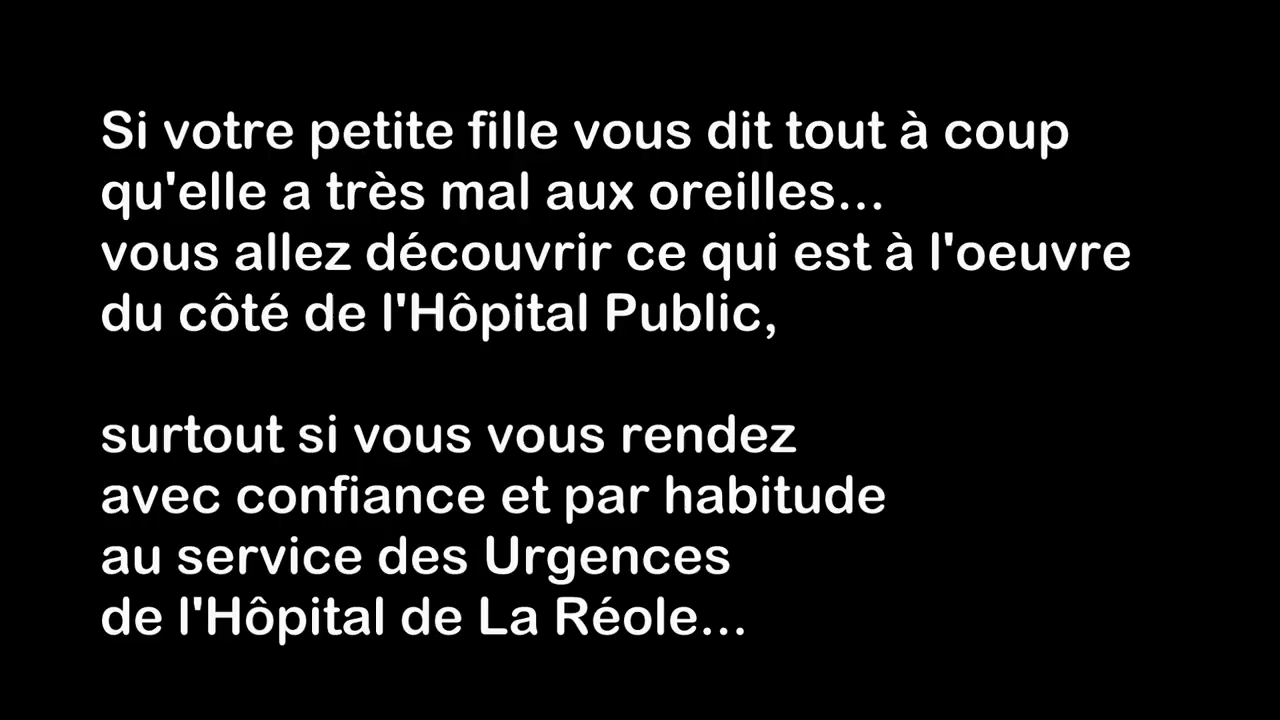 Si votre petite fille vous dit tout à coup
qu'elle a très mal aux oreilles...
vous allez découvrir ce qui est à l'oeuvre
du côté de l'Hôpital Public,
surtout si vous vous rendez
avec confiance et par habitude
au service des Urgences
de l'Hôpital de La Réole...